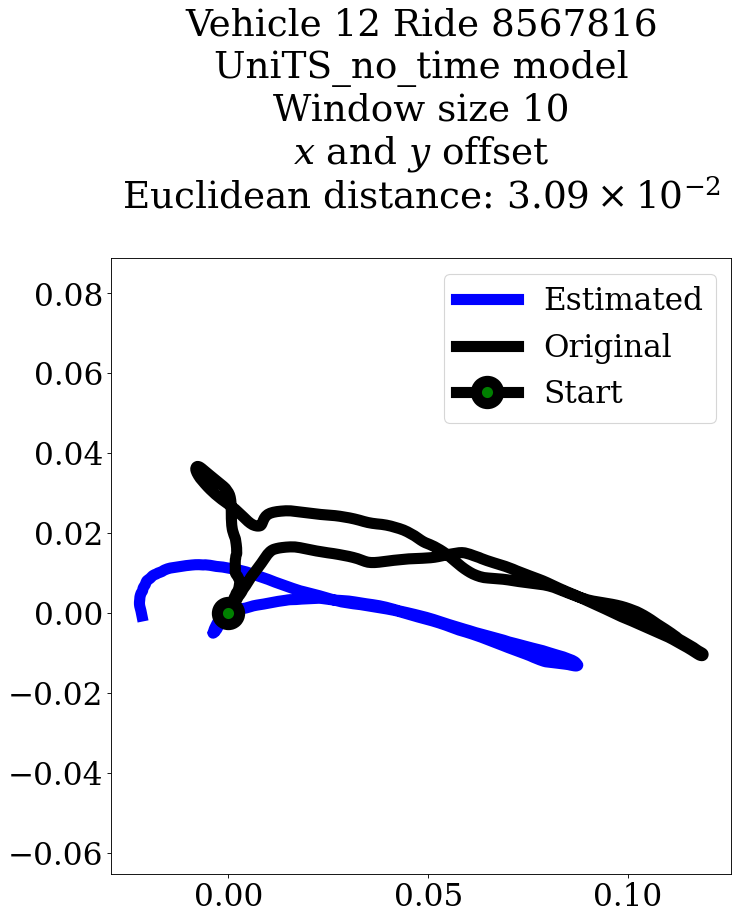 Vehicle 12 Ride 8567816
UniTS_no_time model
Window size 10
x and y offset
Euclidean distance: 3.09 × 10⁻²
Estimated
Original
Start
0.08
0.06
0.04
0.02
0.00
−0.02
−0.04
−0.06
0.00 0.05 0.10